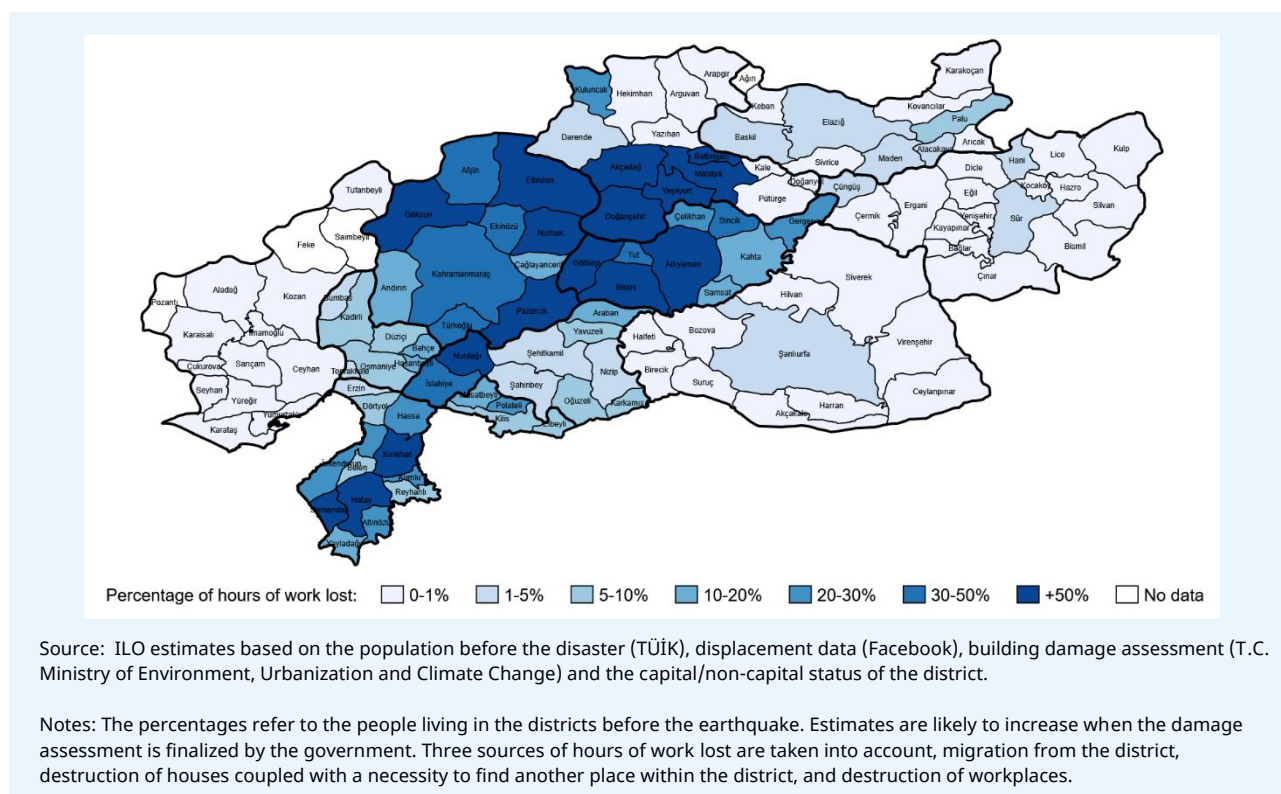 Karakoçan
Arapgir
Ağın
Kuluncak
Hekimhan
Arguvan
Keban
Kovancılar
Palu
Elazığ
Darende
Yazıhan
Baskil
Arıcak
Alacakaya
Kulp
Lice
Hani
Maden
Sivrice
Akçadağ
Battalgazi
Malatya
Kale
Dicle
Afşin
Elbistan
Doğanyol
Çüngüş
Kocaköy
Hazro
Tufanbeyli
Yeşilyurt
Pütürge
Eğil
Silvan
Ergani
Göksun
Doğanşehir
Çelikhan
Sincik
Gerger
Çermik
Yenişehir
Sûr
Kayapınar
Ekinözü
Nurhak
Saimbeyli
Feke
Bağlar
Bismil
Kahramanmaraş
Çağlayancerit
Gölbaşı
Tut
Adıyaman
Kahta
Siverek
Çınar
Besni
Samsat
Hilvan
Aladağ
Kozan
Andırın
Pozantı
Sumbas
Kadirli
Pazarcık
Araban
Türkoğlu
Yavuzeli
Halfeti
Bozova
Viranşehir
Karaisalı
İmamoğlu
Düziçi
Bahçe
Nurdağı
Şehitkamil
Şanlıurfa
Çukurova
Sarıçam
Ceyhan
Toprakkale
Osmaniye
Hasanbeyli
Nizip
Birecik
Suruç
Seyhan
Yüreğir
Erzin
İslahiye
Şahinbey
Ceylanpınar
Dörtyol
Musabeyli
Polateli
Oğuzeli
Karkamış
Akçakale
Harran
Karataş
Yumurtalık
Hassa
Kilis
Elbeyli
Kırıkhan
İskenderun
Belen
Kumlu
Reyhanlı
Hatay
Samandağ
Altınözü
Yayladağı
Percentage of hours of work lost: 0-1% 1-5% 5-10% 10-20% 20-30% 30-50% +50% No data
Source: ILO estimates based on the population before the disaster (TÜİK), displacement data (Facebook), building damage assessment (T.C.
Ministry of Environment, Urbanization and Climate Change) and the capital/non-capital status of the district.
Notes: The percentages refer to the people living in the districts before the earthquake. Estimates are likely to increase when the damage
assessment is finalized by the government. Three sources of hours of work lost are taken into account, migration from the district,
destruction of houses coupled with a necessity to find another place within the district, and destruction of workplaces.